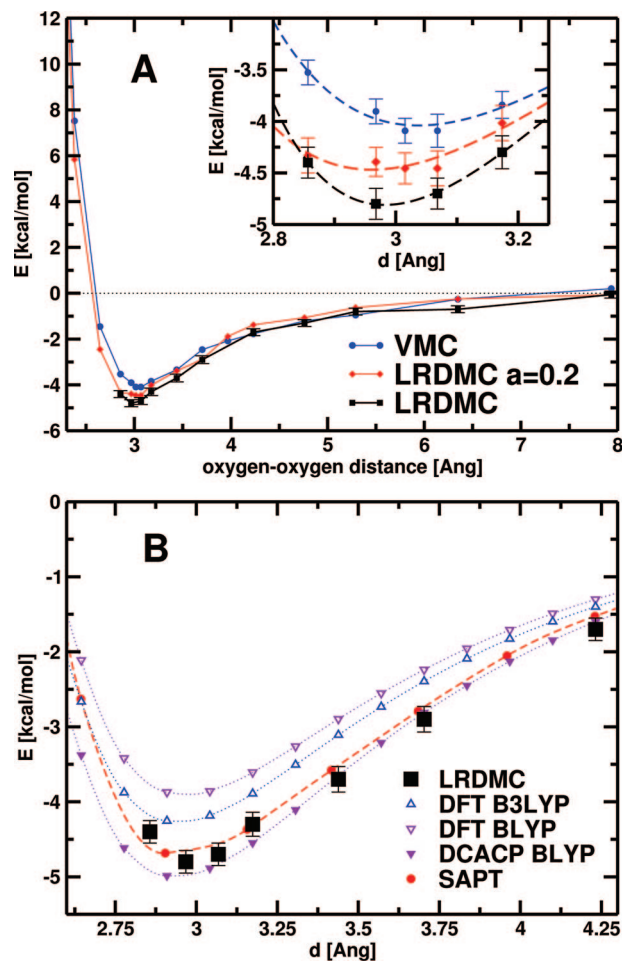 12
10
8
6
4
2
0
-2
-4
-6
E [kcal/mol]
A
-3.5
-4
-4.5
-5
E [kcal/mol]
2.8
3
3.2
d [Ang]
VMC
LRDMC a=0.2
LRDMC
3
4
5
6
7
8
oxygen-oxygen distance [Ang]
0
-1
-2
-3
-4
-5
E [kcal/mol]
B
LRDMC
DFT B3LYP
DFT BLYP
DCACP BLYP
SAPT
2.75
3
3.25
3.5
3.75
4
4.25
d [Ang]